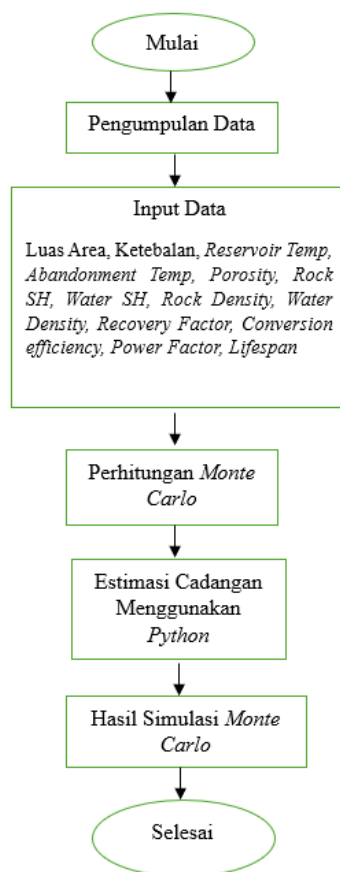 Mulai
Pengumpulan Data
Input Data
Luas Area, Ketebalan, Reservoir Temp,
Abandonment Temp, Porosity, Rock
SH, Water SH, Rock Density, Water
Density, Recovery Factor, Conversion
efficiency, Power Factor, Lifespan
Perhitungan Monte
Carlo
Estimasi Cadangan
Menggunakan
Python
Hasil Simulasi Monte
Carlo
Selesai